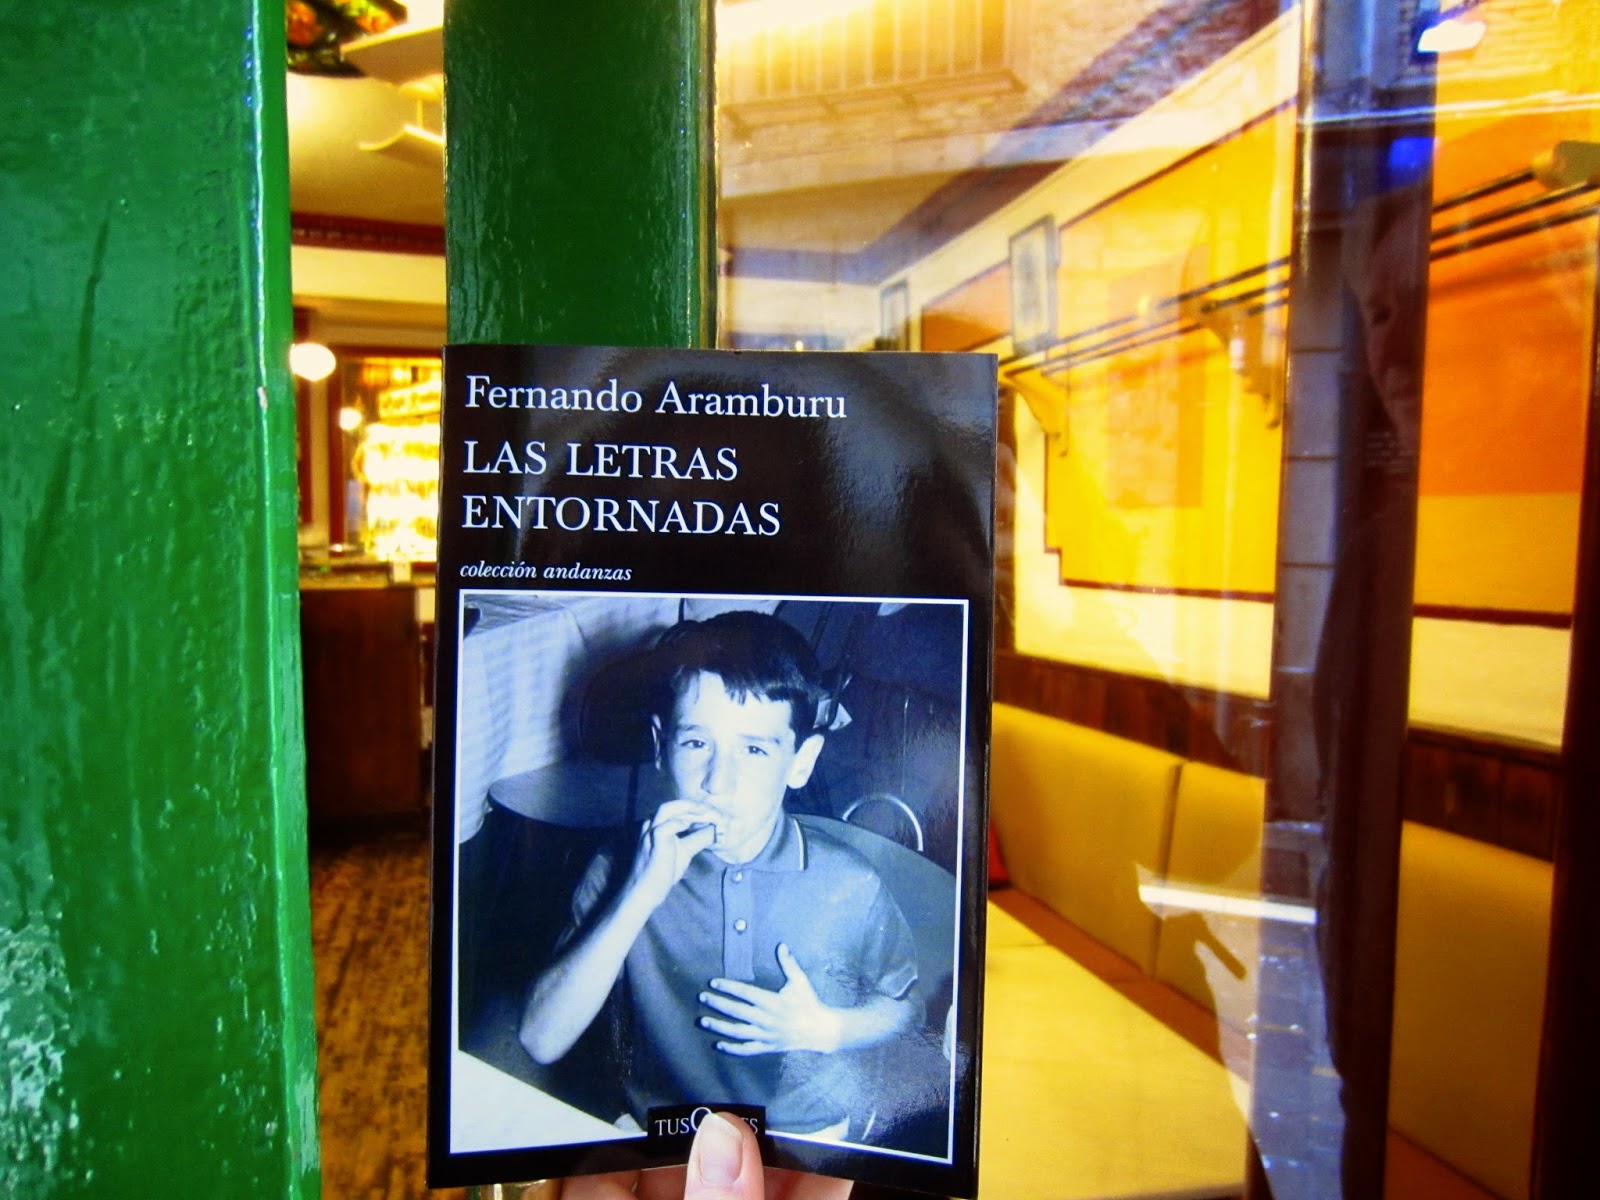 Fernando Aramburu
LAS LETRAS
ENTORNADAS
colección andanzas